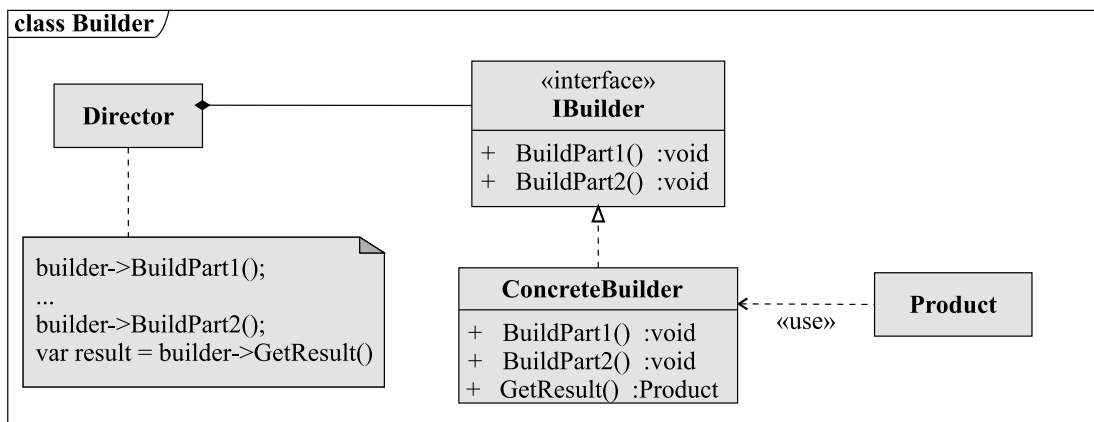 class Builder
Director
«interface»
IBuilder
+ BuildPart1() :void
+ BuildPart2() :void
builder->BuildPart1();
...
builder->BuildPart2();
var result = builder->GetResult()
ConcreteBuilder
+ BuildPart1() :void
+ BuildPart2() :void
+ GetResult() :Product
«use»
Product